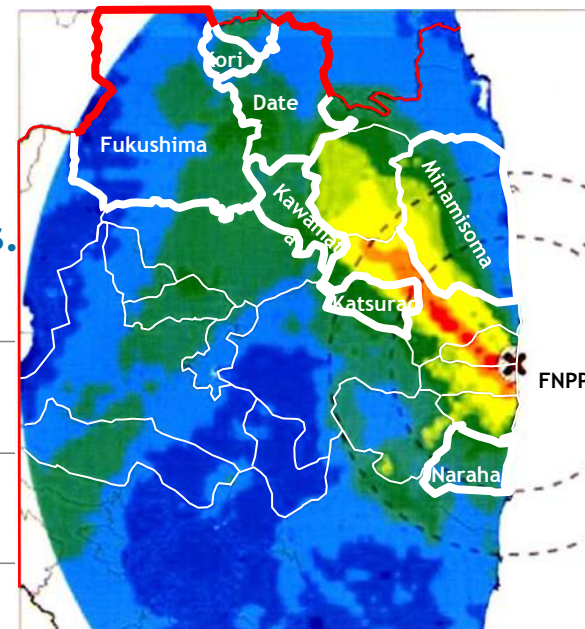 Kori
Date
Fukushima
Minamisoma
Kawamat
a
s.
Katsurao
FNPP
Naraha